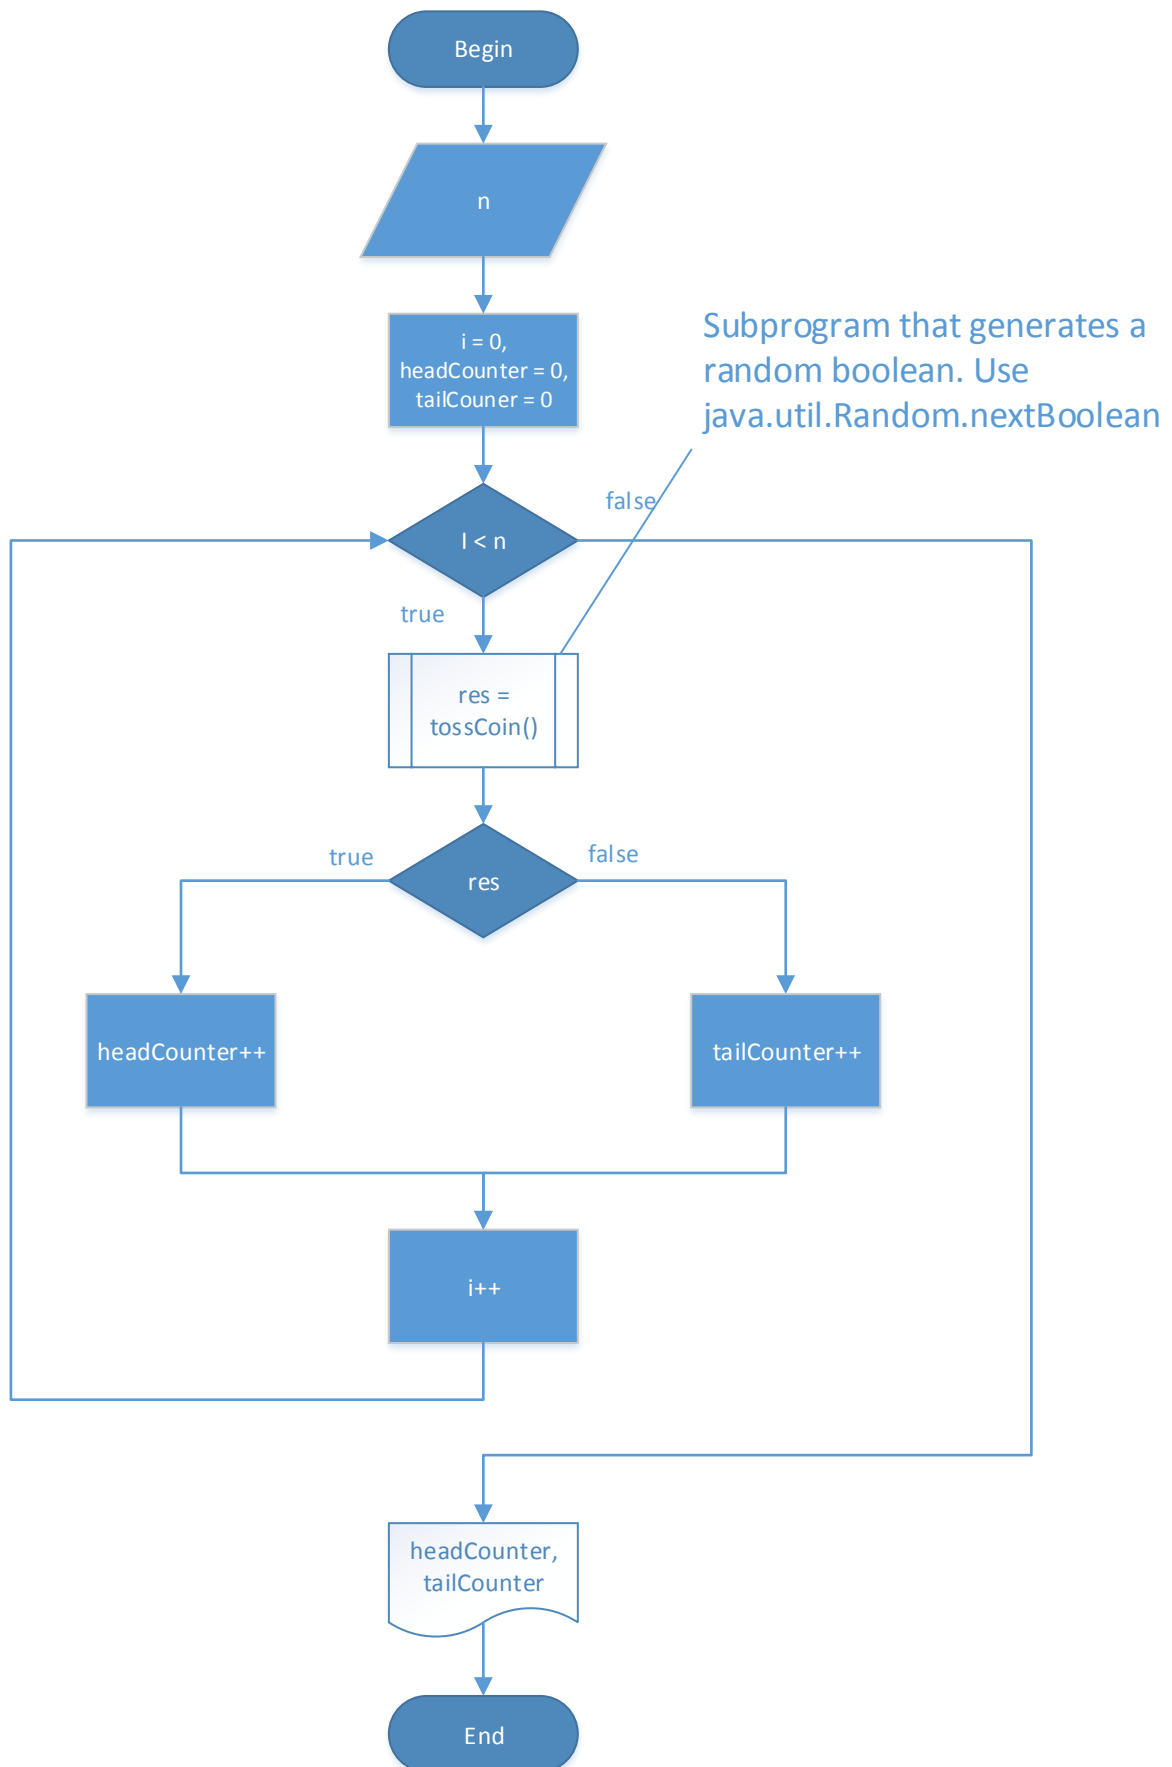 Begin
n
i = 0,
headCounter = 0,
tailCouner = 0
Subprogram that generates a
random boolean. Use
java.util.Random.nextBoolean
false
I < n
true
res =
tossCoin()
true
false
res
headCounter++
tailCounter++
i++
headCounter,
tailCounter
End